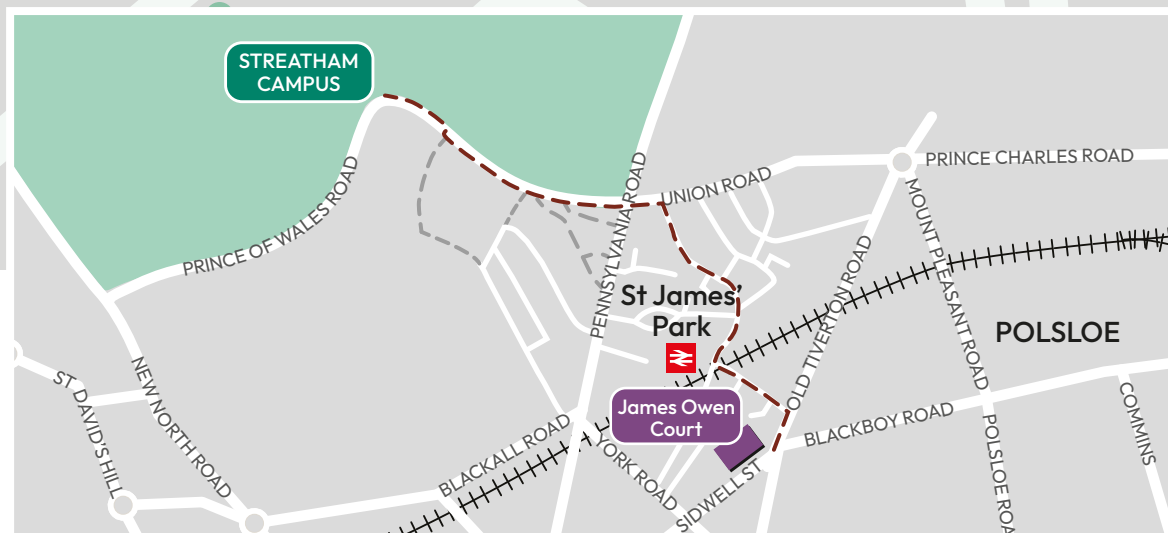 STREATHAM
CAMPUS
PRINCE OF WALES ROAD
PENNSYLVANIA ROAD
UNION ROAD
PRINCE CHARLES ROAD
MOUNT PLEASANT ROAD
OLD TIVERTON ROAD
St James'
Park
POLSLOE
ST DAVID'S HILL
NEW NORTH ROAD
James Owen
Court
BLACKBOY ROAD
BLACKALL ROAD
YORK ROAD
SIDWELL ST
POLSLOE ROA
COMMINS